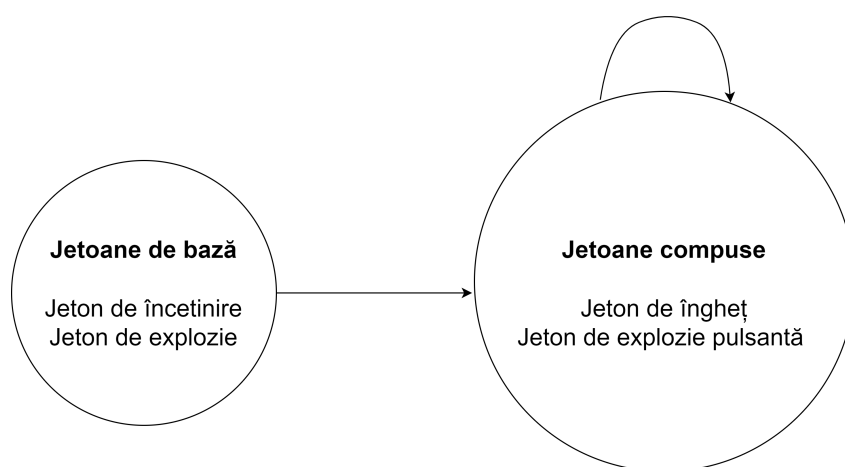 Jetoane de bază
Jeton de încetinire
Jeton de explozie
Jetoane compuse
Jeton de îngheț
Jeton de explozie pulsantă